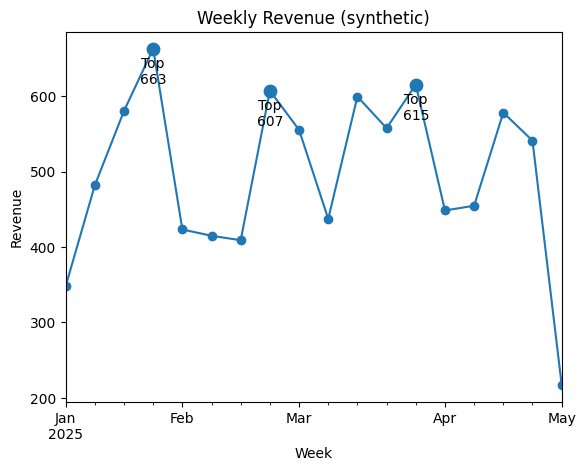 Weekly Revenue (synthetic)
Revenue
600
500
400
300
200
Top
663
Top
607
Top
615
Jan
2025
Feb
Mar
Apr
May
Week